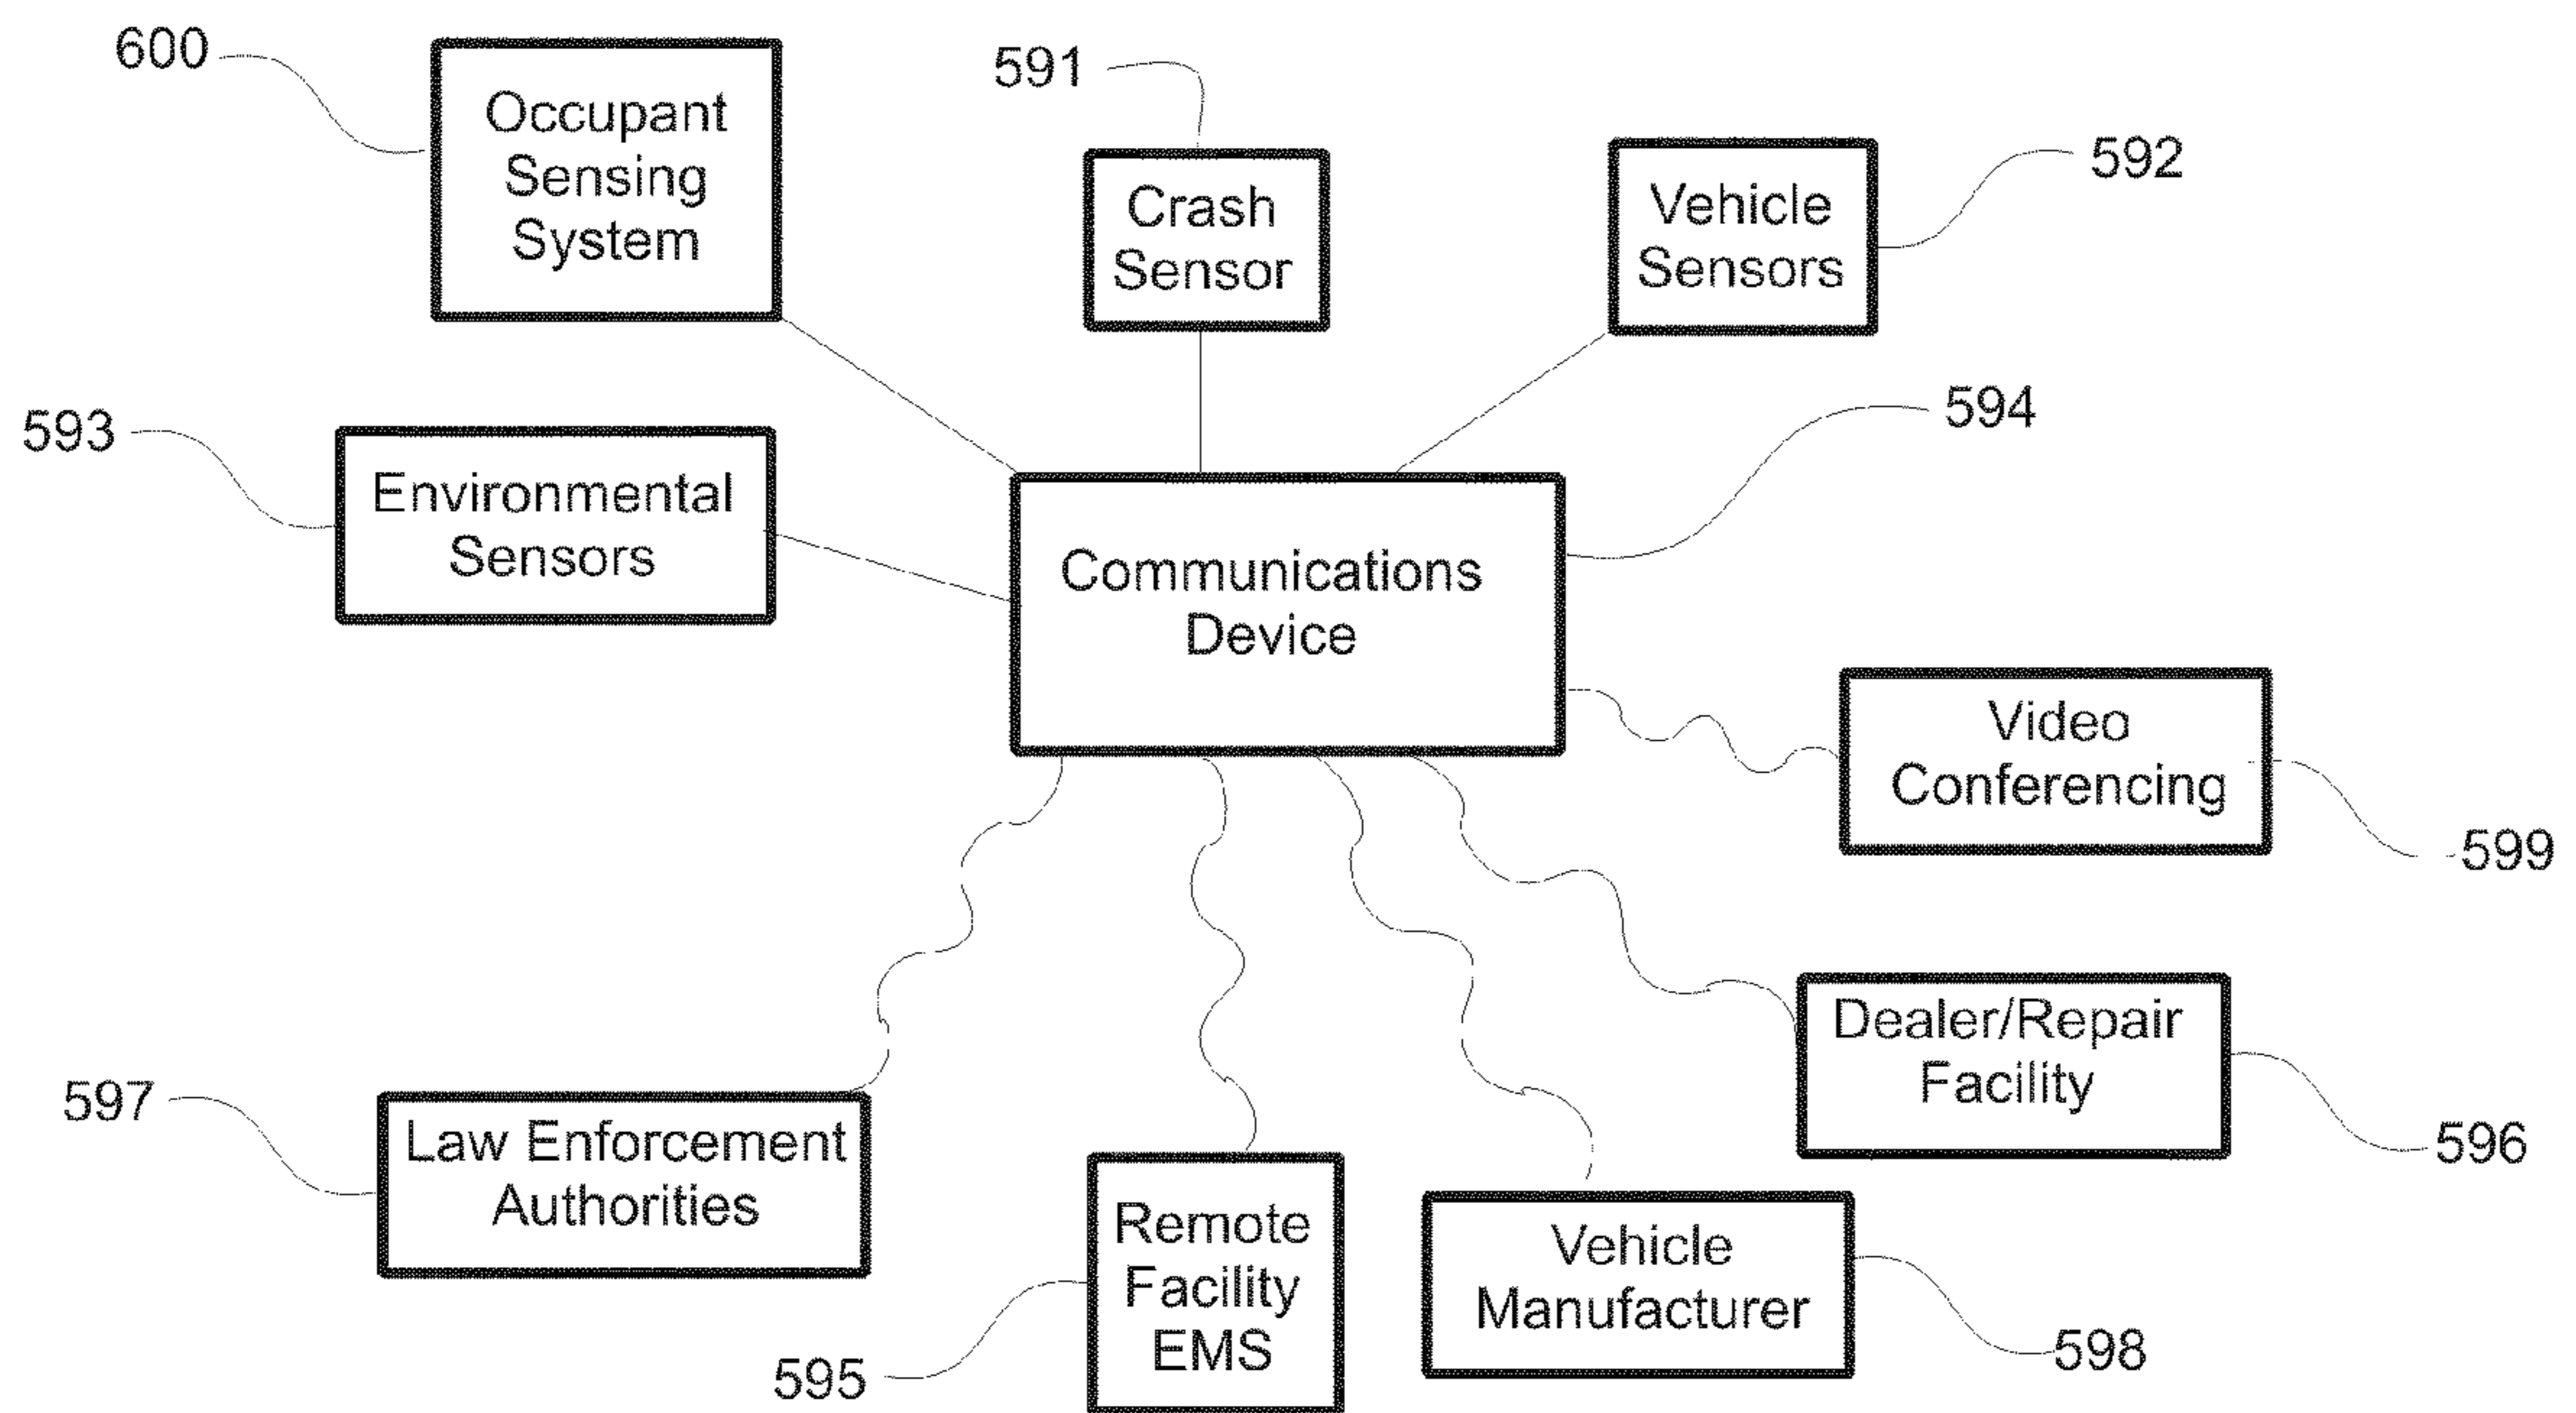 600
Occupant
Sensing
System
591
Crash
Sensor
Vehicle
Sensors
592
593
Environmental
Sensors
594
Communications
Device
Video
Conferencing
599
Dealer/Repair
Facility
596
597
Law Enforcement
Authorities
595
Remote
Facility
EMS
Vehicle
Manufacturer
598